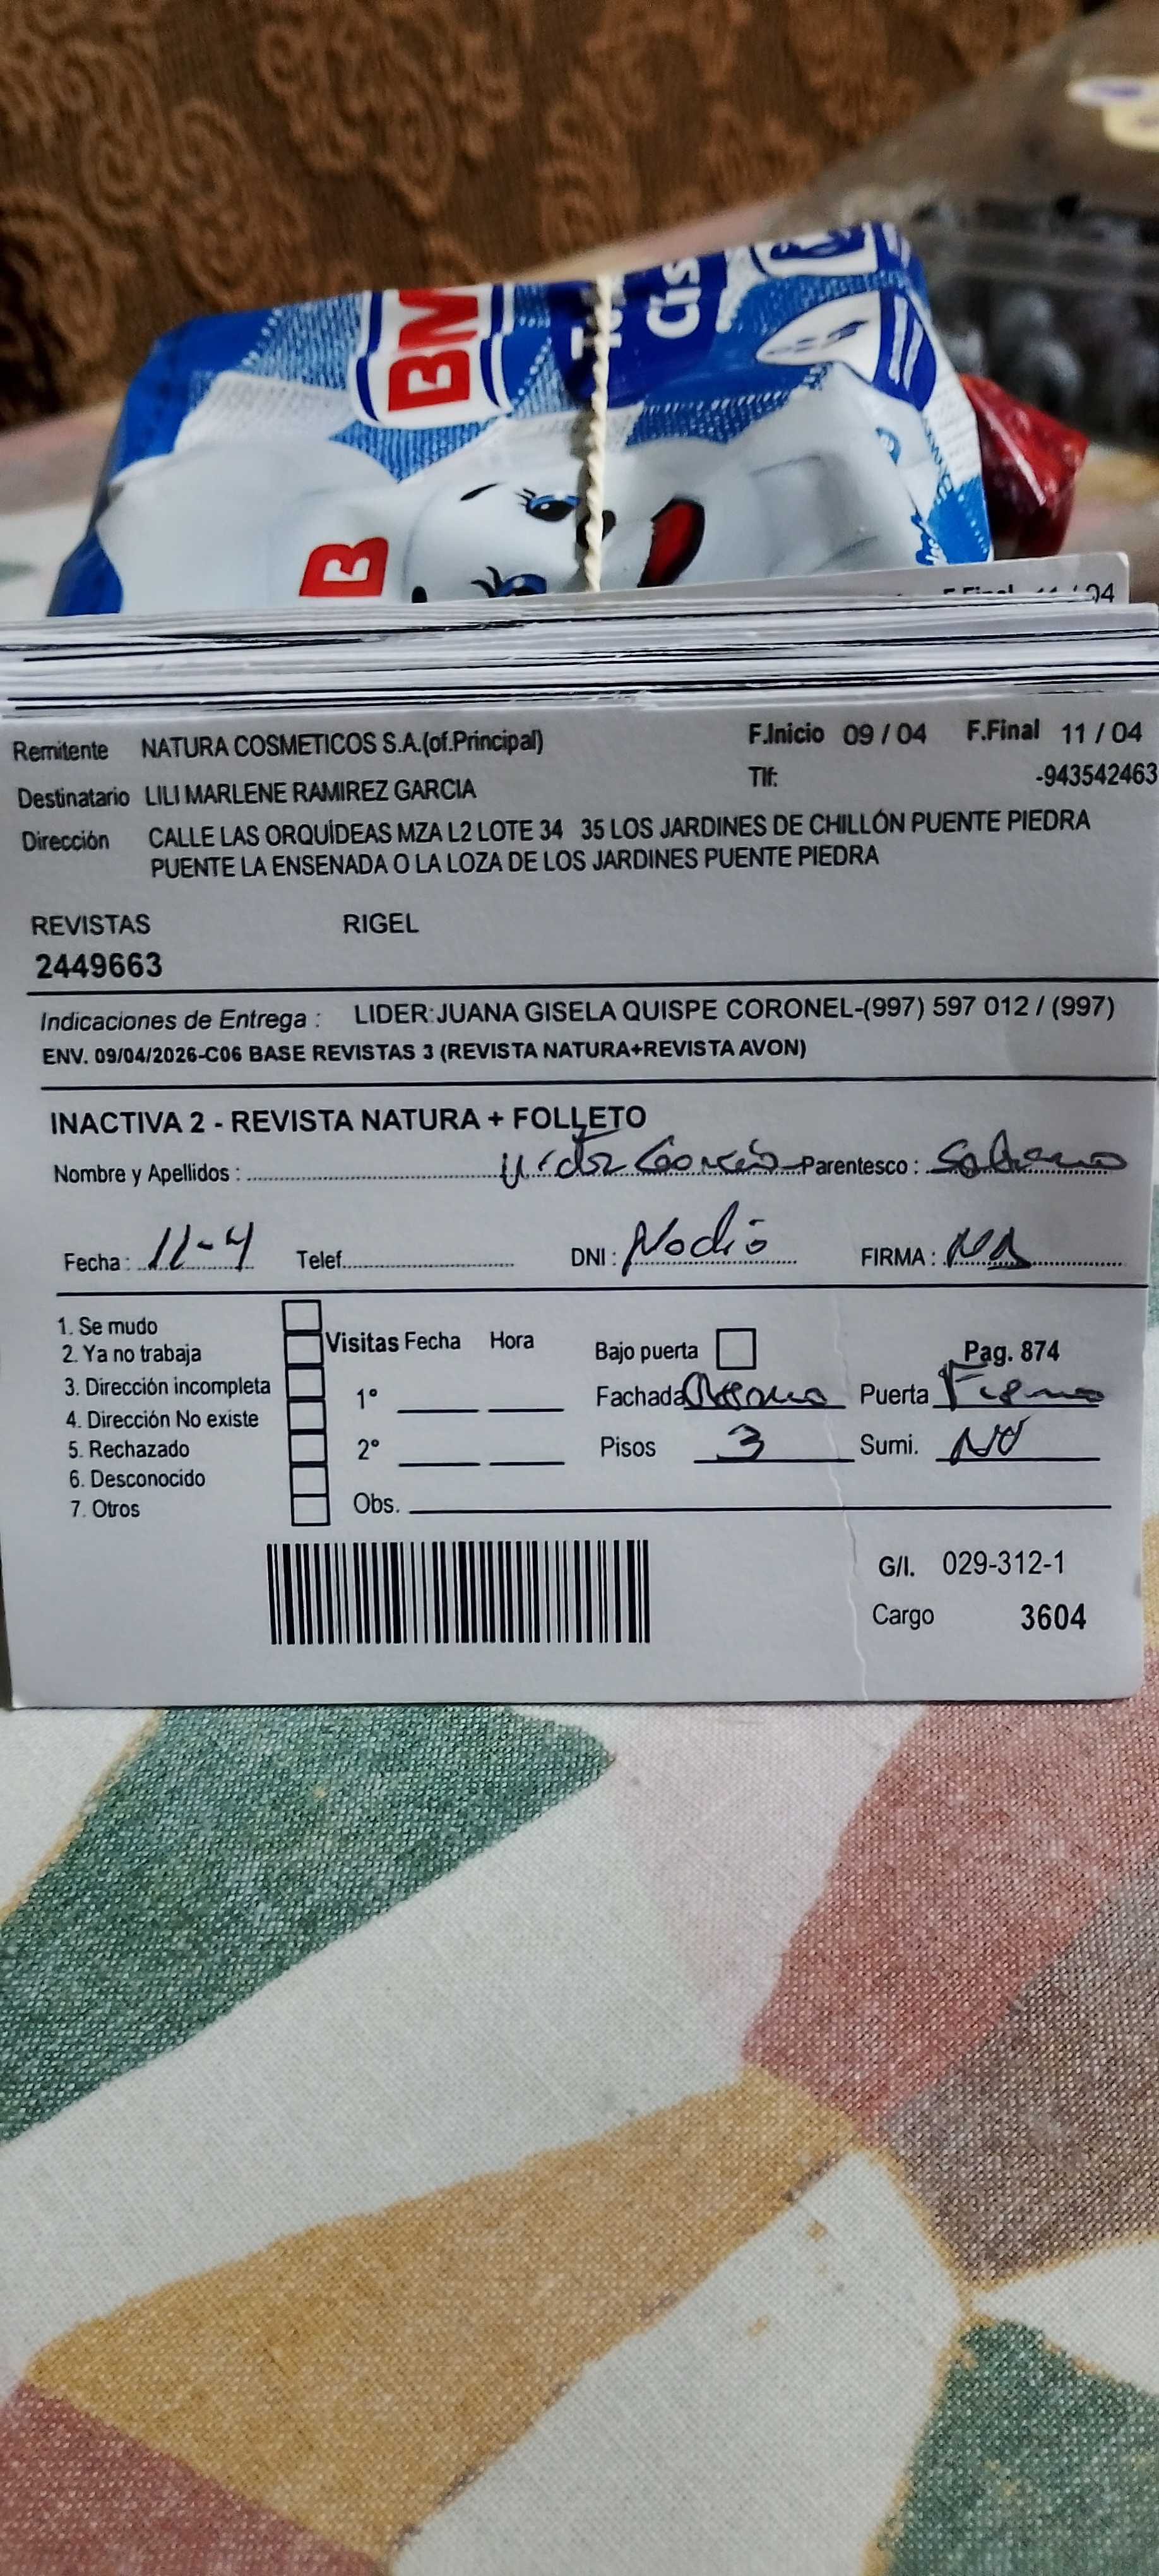 BM
B
F.Final 11 / 04
Remitente NATURA COSMETICOS S.A.(of.Principal) F.Inicio 09 / 04 F.Final 11 / 04
Destinatario LILI MARLENE RAMIREZ GARCIA Tlf: -943542463
Dirección CALLE LAS ORQUÍDEAS MZA L2 LOTE 34 35 LOS JARDINES DE CHILLÓN PUENTE PIEDRA
PUENTE LA ENSENADA O LA LOZA DE LOS JARDINES PUENTE PIEDRA
REVISTAS RIGEL
2449663
Indicaciones de Entrega : LIDER:JUANA GISELA QUISPE CORONEL-(997) 597 012 / (997)
ENV. 09/04/2026-C06 BASE REVISTAS 3 (REVISTA NATURA+REVISTA AVON)
INACTIVA 2 - REVISTA NATURA + FOLLETO
Nombre y Apellidos : Parentesco :
Fecha : 11-4 Telef. DNI : No dió FIRMA :
1. Se mudo
2. Ya no trabaja Visitas Fecha Hora Bajo puerta Pag. 874
3. Dirección incompleta 1° Fachada Puerta Fierro
4. Dirección No existe
5. Rechazado 2° Pisos 3 Sumi. NO
6. Desconocido
7. Otros Obs.
G/I. 029-312-1
Cargo 3604